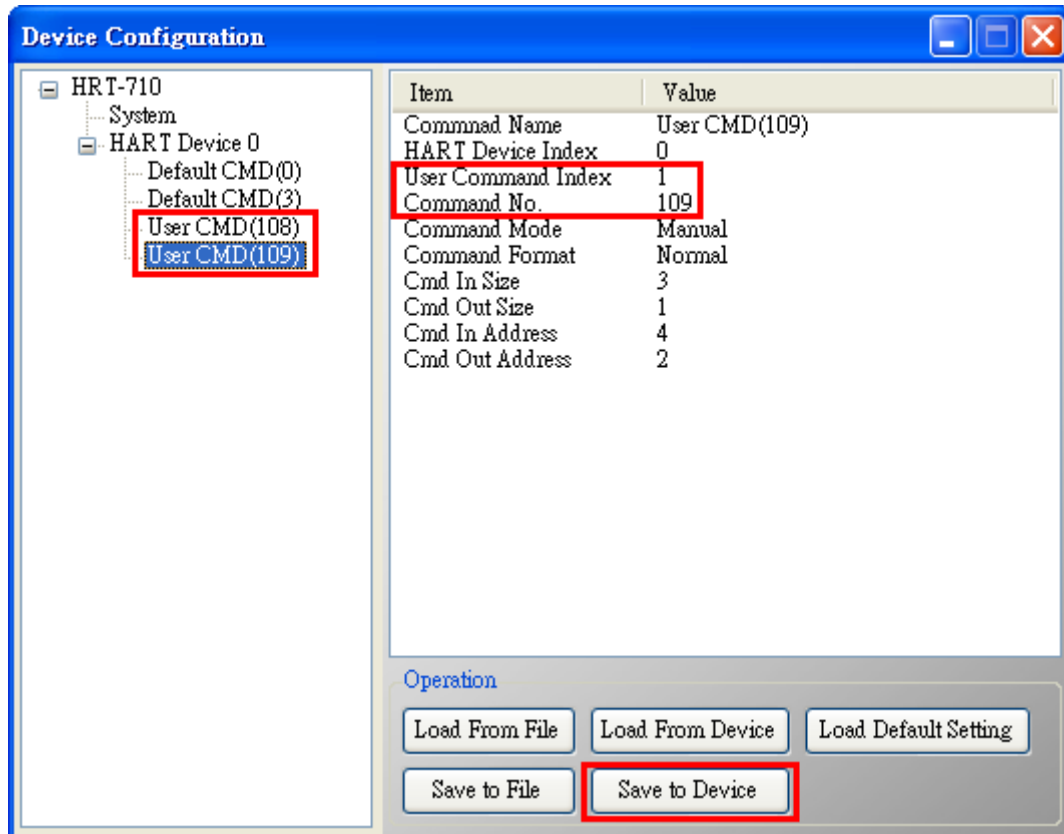 Device Configuration
HRT-710
System
HART Device 0
Default CMD(0)
Default CMD(3)
User CMD(108)
User CMD(109)
Item Value
Commnad Name User CMD(109)
HART Device Index 0
User Command Index 1
Command No. 109
Command Mode Manual
Command Format Normal
Cmd In Size 3
Cmd Out Size 1
Cmd In Address 4
Cmd Out Address 2
Operation
Load From File Load From Device Load Default Setting
Save to File Save to Device